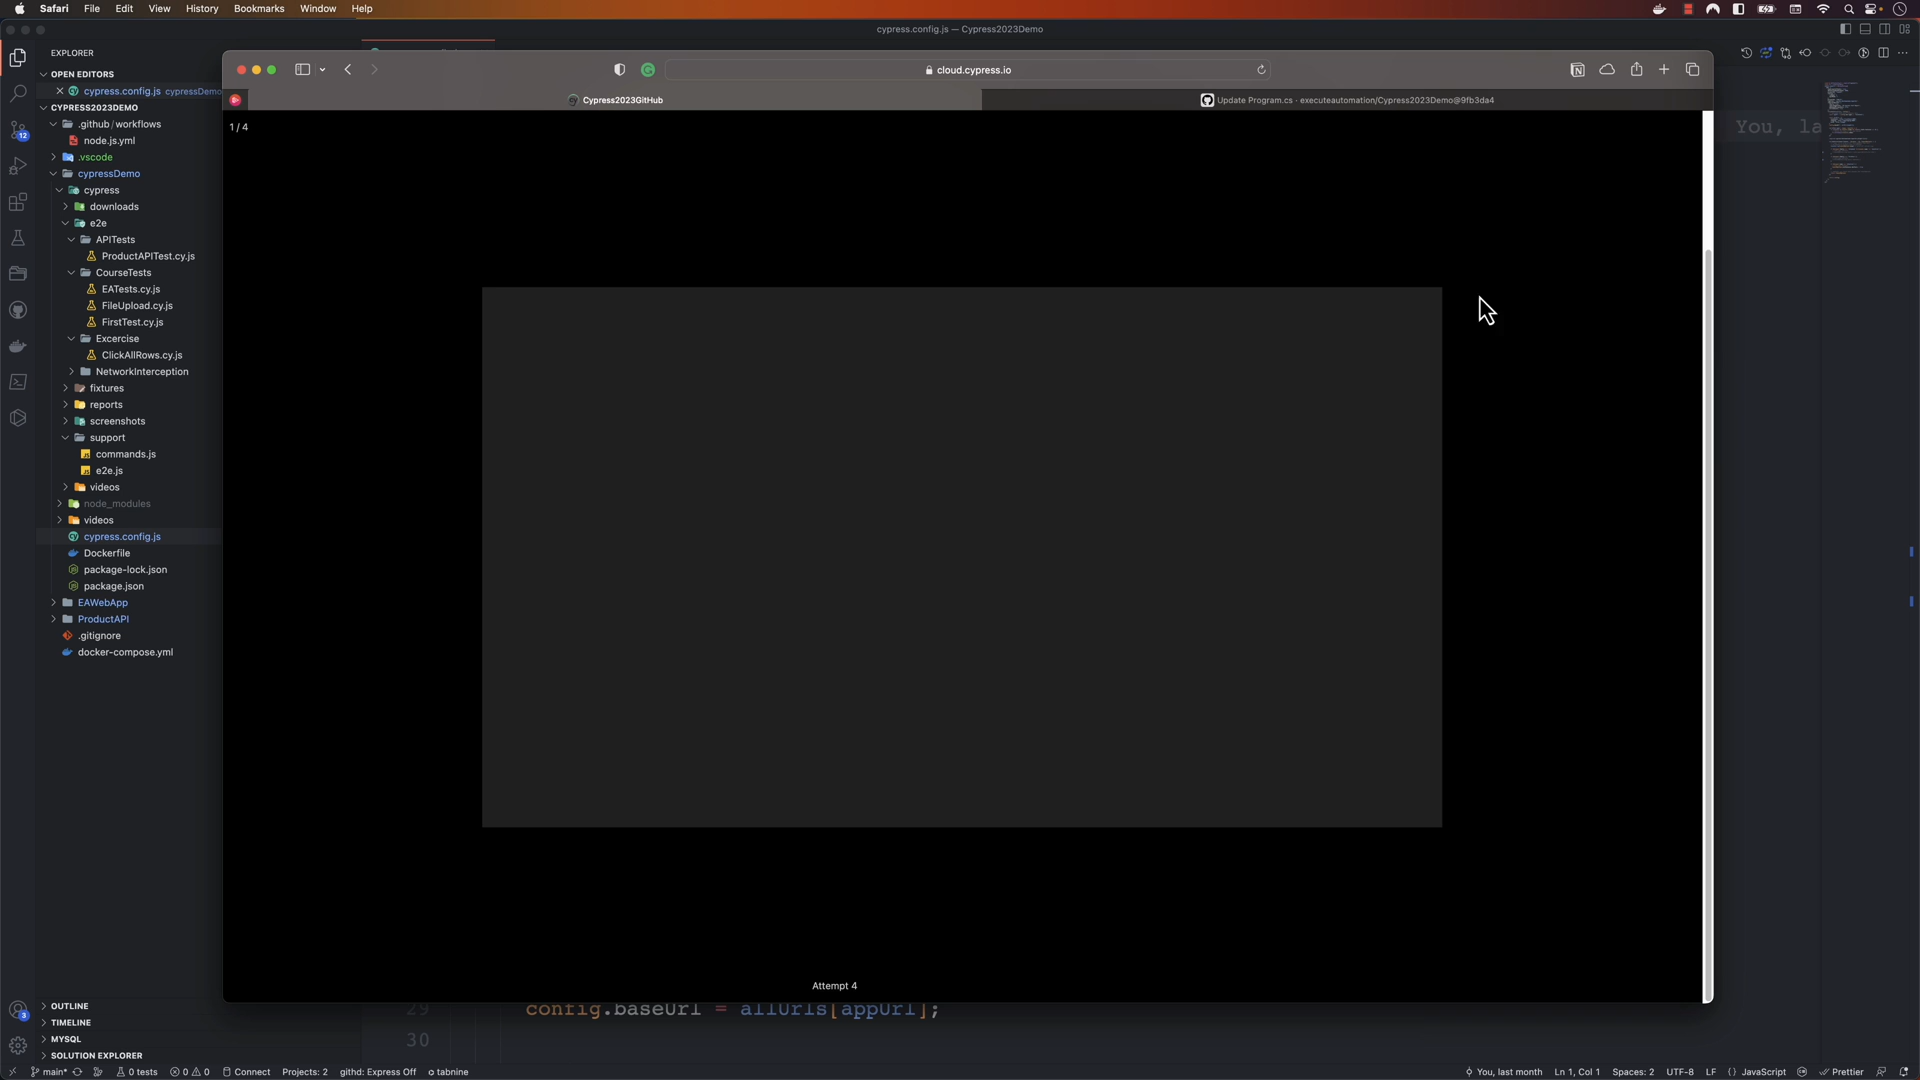 Safari File Edit View History Bookmarks Window Help
cypress.config.js — Cypress2023Demo
EXPLORER
OPEN EDITORS
cypress.config.js cypressDemo
CYPRESS2023DEMO
.github/workflows
node.js.yml
.vscode
cypressDemo
cypress
downloads
e2e
APITests
ProductAPITest.cy.js
CourseTests
EATests.cy.js
FileUpload.cy.js
FirstTest.cy.js
Excercise
ClickAllRows.cy.js
NetworkInterception
fixtures
reports
screenshots
support
commands.js
e2e.js
videos
node_modules
videos
cypress.config.js
Dockerfile
package-lock.json
package.json
EAWebApp
ProductAPI
.gitignore
docker-compose.yml
OUTLINE
TIMELINE
MYSQL
SOLUTION EXPLORER
12
3
cloud.cypress.io
Cypress2023GitHub
Update Program.cs · executeautomation/Cypress2023Demo@9fb3da4
1 / 4
You, la
Attempt 4
29 config.baseUrl = allUrls[appUrl];
30
main* 0 tests 0 0 Connect Projects: 2 githd: Express Off tabnine
You, last month Ln 1, Col 1 Spaces: 2 UTF-8 LF {} JavaScript Prettier